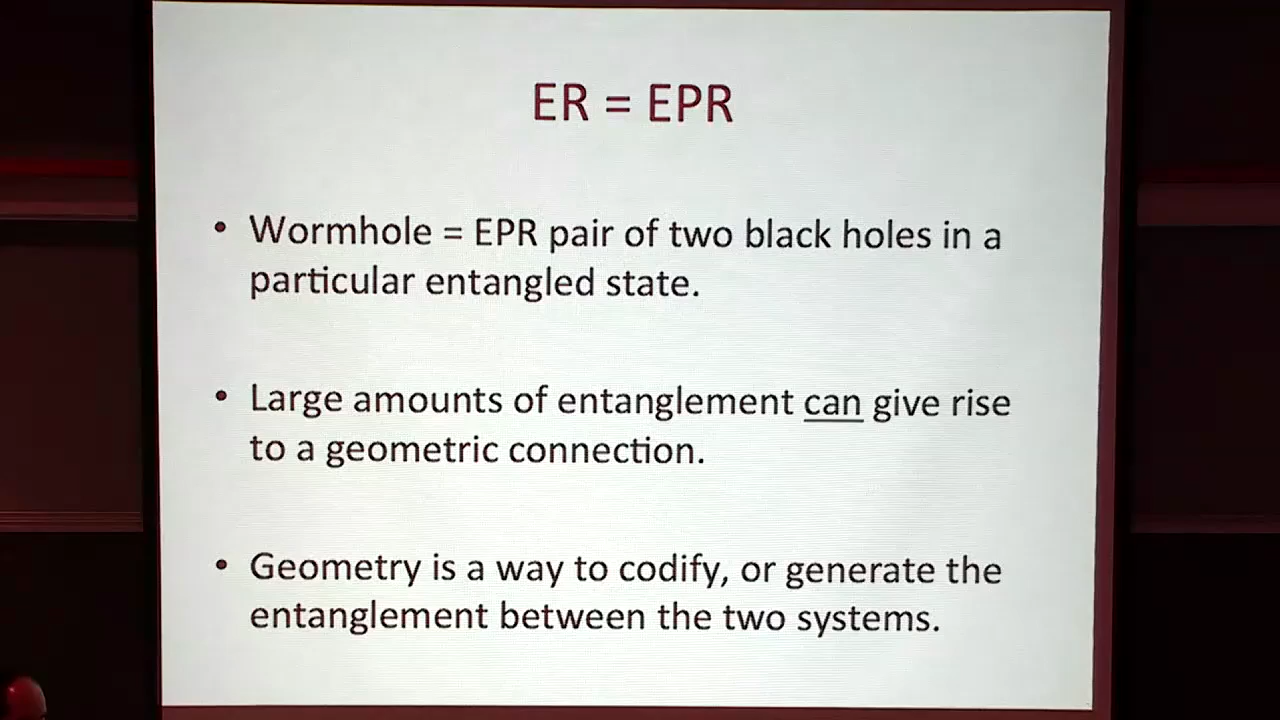 ER = EPR
• Wormhole = EPR pair of two black holes in a
particular entangled state.
• Large amounts of entanglement can give rise
to a geometric connection.
• Geometry is a way to codify, or generate the
entanglement between the two systems.